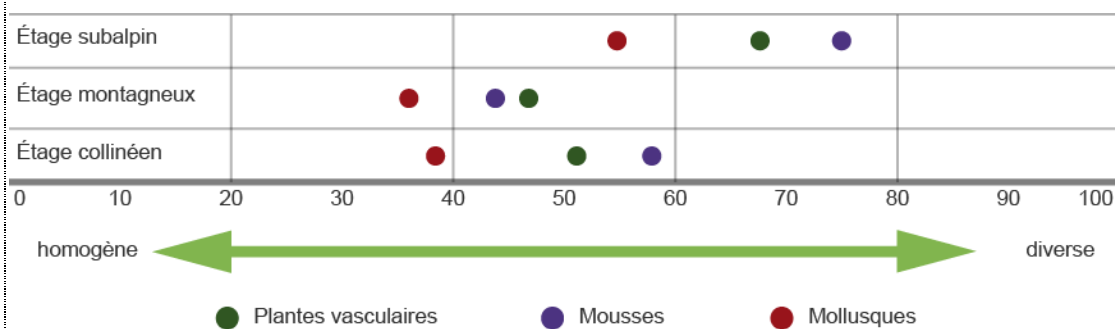 Étage subalpin
Étage montagneux
Étage collinéen
0 10 20 30 40 50 60 70 80 90 100
homogène diverse
Plantes vasculaires Mousses Mollusques